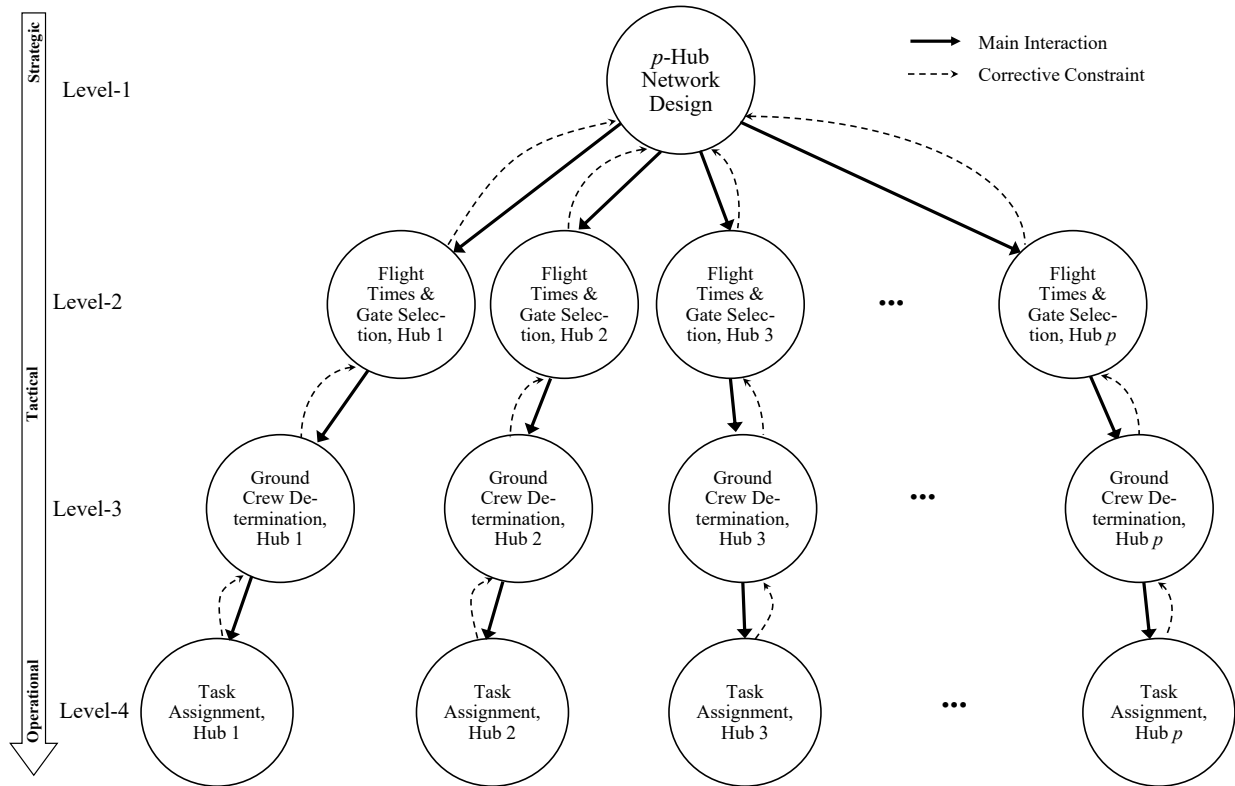 Strategic
Level-1
p-Hub
Network
Design
Main Interaction
Corrective Constraint
Level-2
Flight
Times &
Gate Selec-
tion, Hub 1
Flight
Times &
Gate Selec-
tion, Hub 2
Flight
Times &
Gate Selec-
tion, Hub 3
...
Flight
Times &
Gate Selec-
tion, Hub p
Tactical
Level-3
Ground
Crew De-
termination,
Hub 1
Ground
Crew De-
termination,
Hub 2
Ground
Crew De-
termination,
Hub 3
...
Ground
Crew De-
termination,
Hub p
Operational
Level-4
Task
Assignment,
Hub 1
Task
Assignment,
Hub 2
Task
Assignment,
Hub 3
...
Task
Assignment,
Hub p